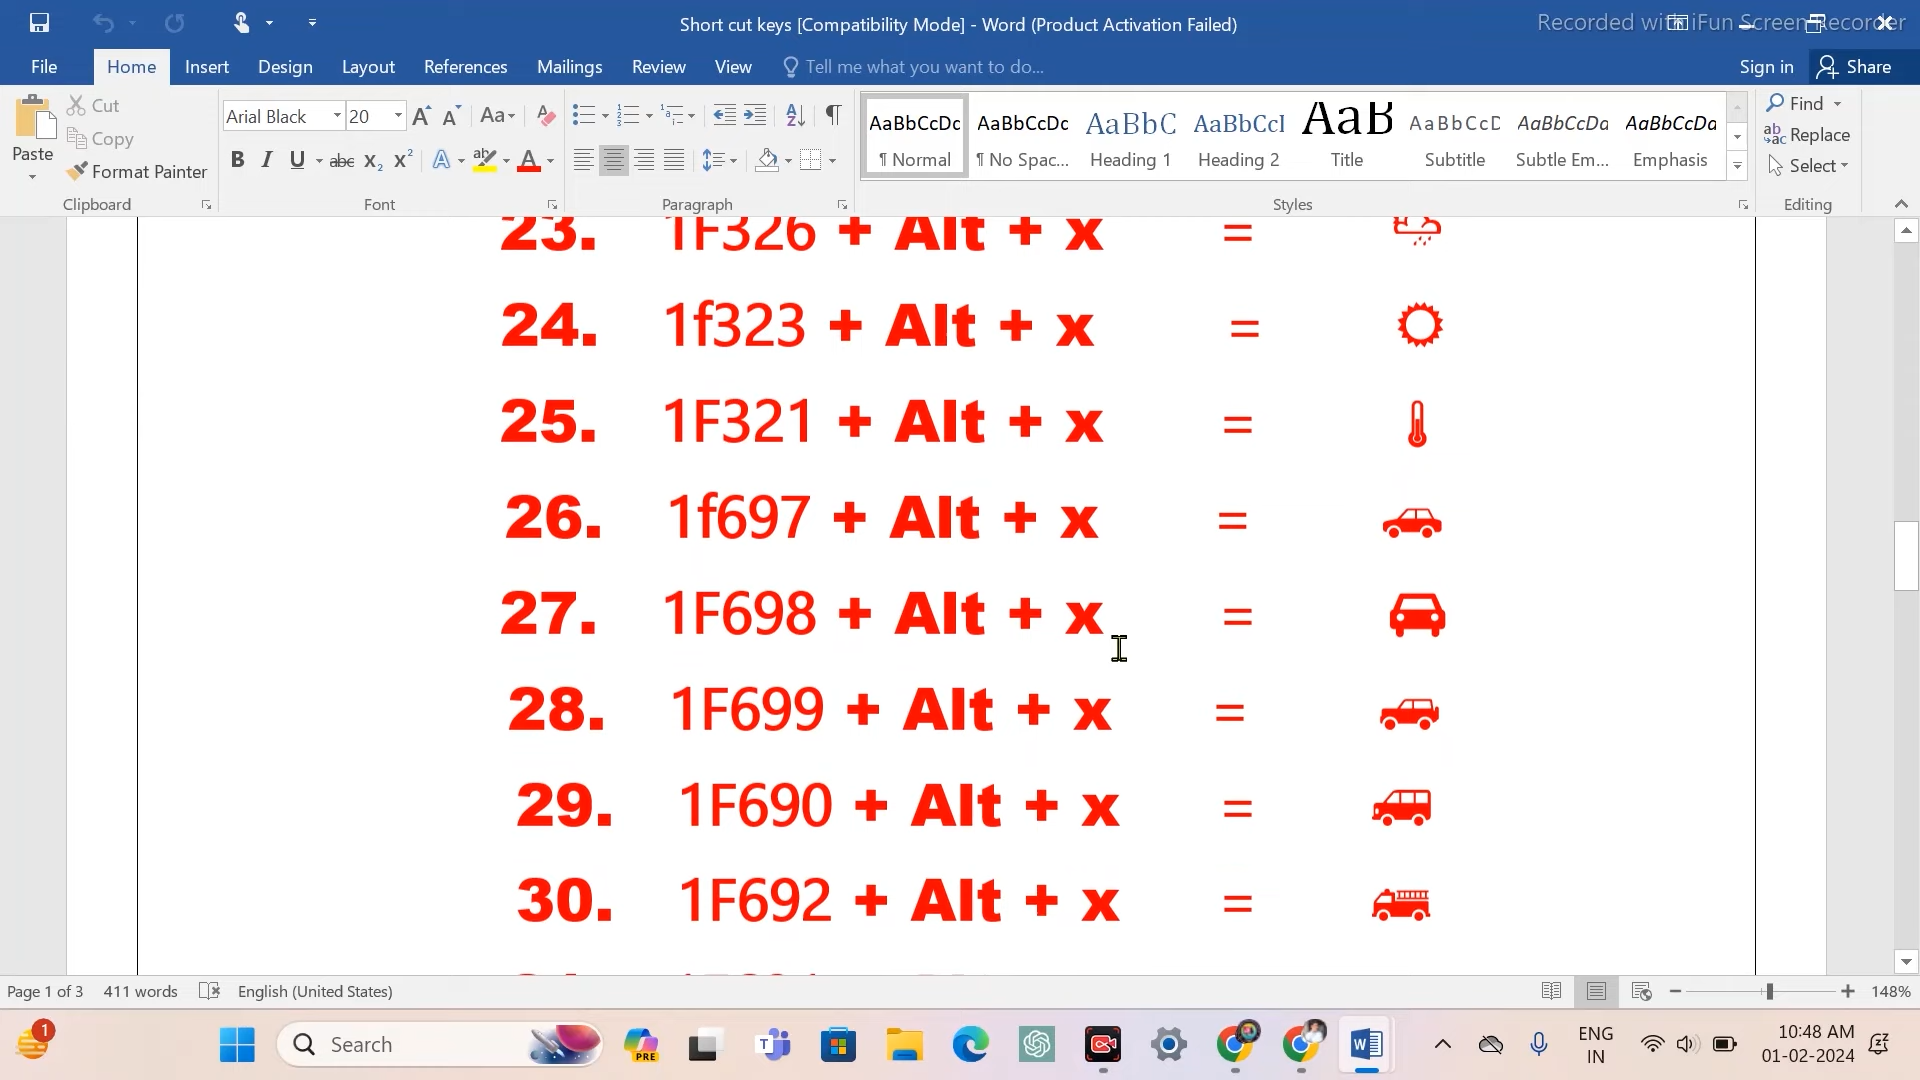 Short cut keys [Compatibility Mode] - Word (Product Activation Failed)
Recorded with iFun Screen Recorder
File Home Insert Design Layout References Mailings Review View Tell me what you want to do... Sign in Share
Paste
Cut
Copy
Format Painter
Clipboard
Arial Black 20
Font
Paragraph
AaBbCcDc AaBbCcDc AaBbC AaBbCcI AaB AaBbCcD AaBbCcDa AaBbCcDa
¶ Normal ¶ No Spac... Heading 1 Heading 2 Title Subtitle Subtle Em... Emphasis
Styles
Find
Replace
Select
Editing
23. 1F326 + Alt + x =
24. 1f323 + Alt + x =
25. 1F321 + Alt + x =
26. 1f697 + Alt + x =
27. 1F698 + Alt + x =
28. 1F699 + Alt + x =
29. 1F690 + Alt + x =
30. 1F692 + Alt + x =
Page 1 of 3 411 words English (United States) 148%
1 Search PRE ENG IN 10:48 AM 01-02-2024